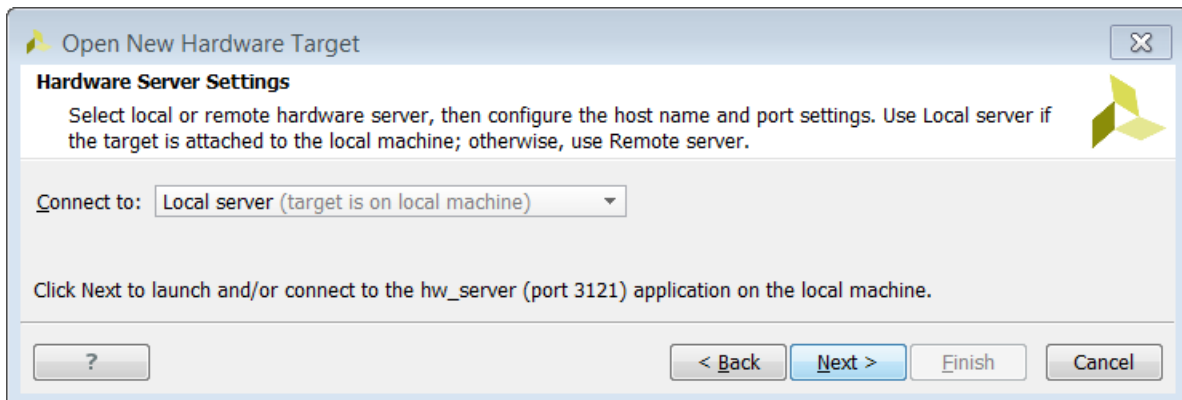 Open New Hardware Target
Hardware Server Settings
Select local or remote hardware server, then configure the host name and port settings. Use Local server if
the target is attached to the local machine; otherwise, use Remote server.
Connect to: Local server (target is on local machine)
Click Next to launch and/or connect to the hw_server (port 3121) application on the local machine.
? < Back Next > Finish Cancel